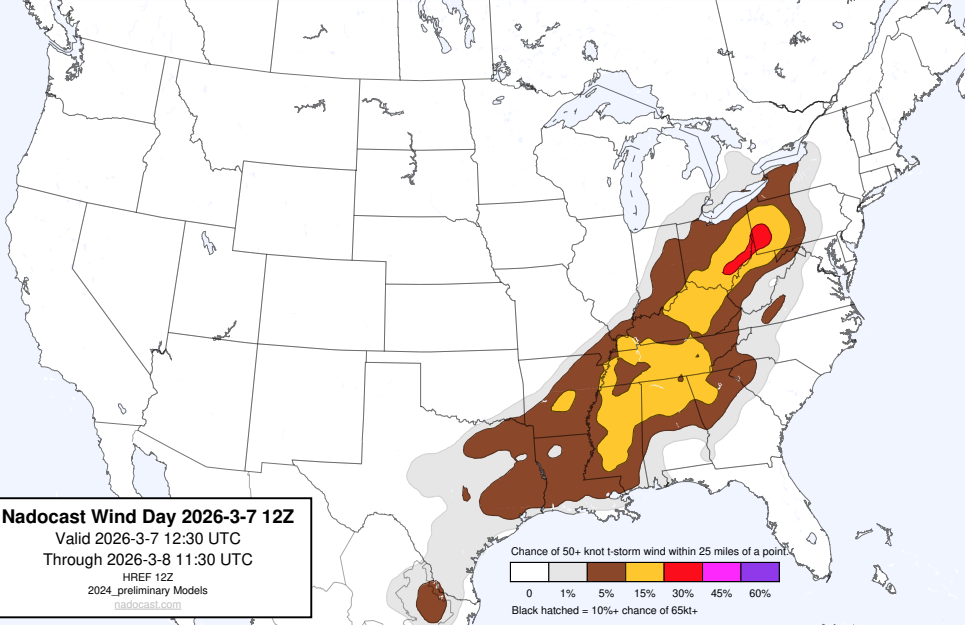 Nadocast Wind Day 2026-3-7 12Z
Valid 2026-3-7 12:30 UTC
Through 2026-3-8 11:30 UTC
HREF 12Z
2024_preliminary Models
nadocast.com
Chance of 50+ knot t-storm wind within 25 miles of a point.
0 1% 5% 15% 30% 45% 60%
Black hatched = 10%+ chance of 65kt+